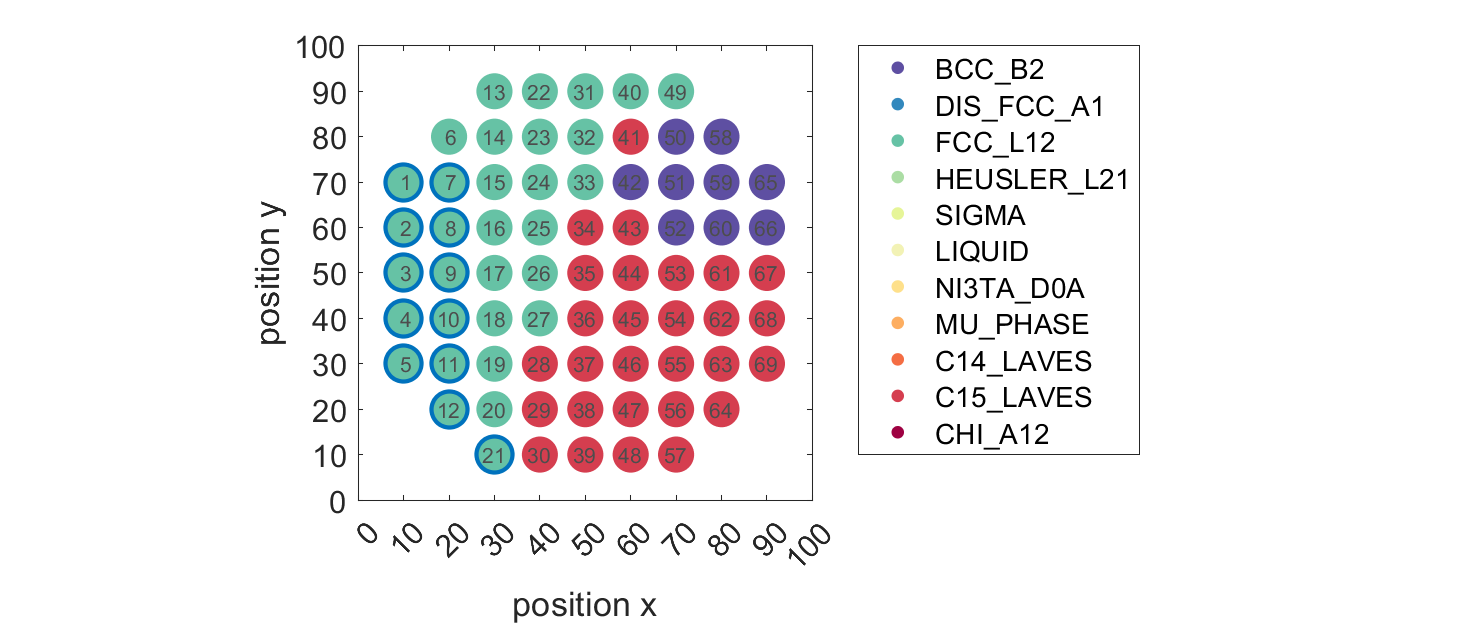 100
90
80
70
60
50
40
30
20
10
0
position y
13 22 31 40 49
6 14 23 32 41 50 58
1 7 15 24 33 42 51 59 65
2 8 16 25 34 43 52 60 66
3 9 17 26 35 44 53 61 67
4 10 18 27 36 45 54 62 68
5 11 19 28 37 46 55 63 69
12 20 29 38 47 56 64
21 30 39 48 57
0 10 20 30 40 50 60 70 80 90 100
position x
BCC_B2
DIS_FCC_A1
FCC_L12
HEUSLER_L21
SIGMA
LIQUID
NI3TA_D0A
MU_PHASE
C14_LAVES
C15_LAVES
CHI_A12